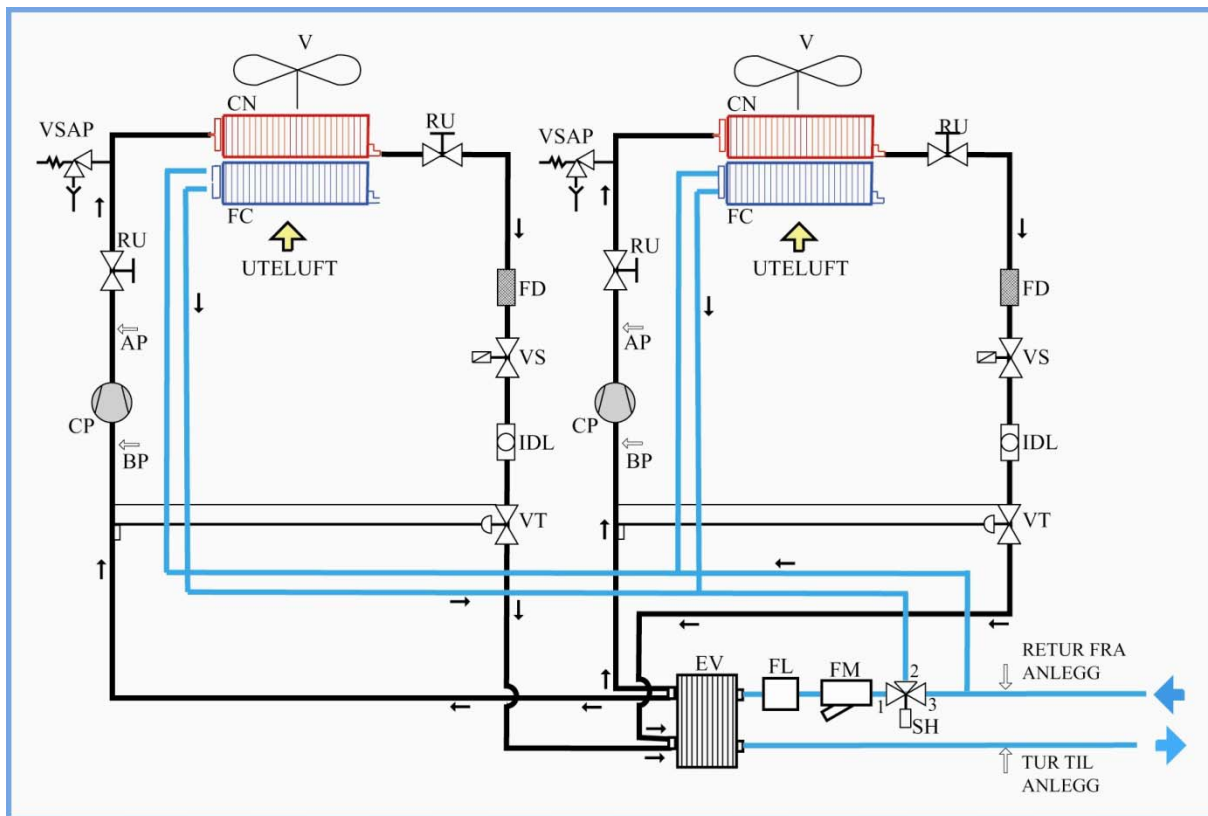 V
V
CN
CN
VSAP
RU
VSAP
RU
FC
FC
RU
UTELUFT
RU
UTELUFT
FD
FD
AP
AP
VS
VS
CP
CP
BP
IDL
BP
IDL
VT
VT
EV
FL
FM
2
1
3
SH
RETUR FRA
ANLEGG
TUR TIL
ANLEGG